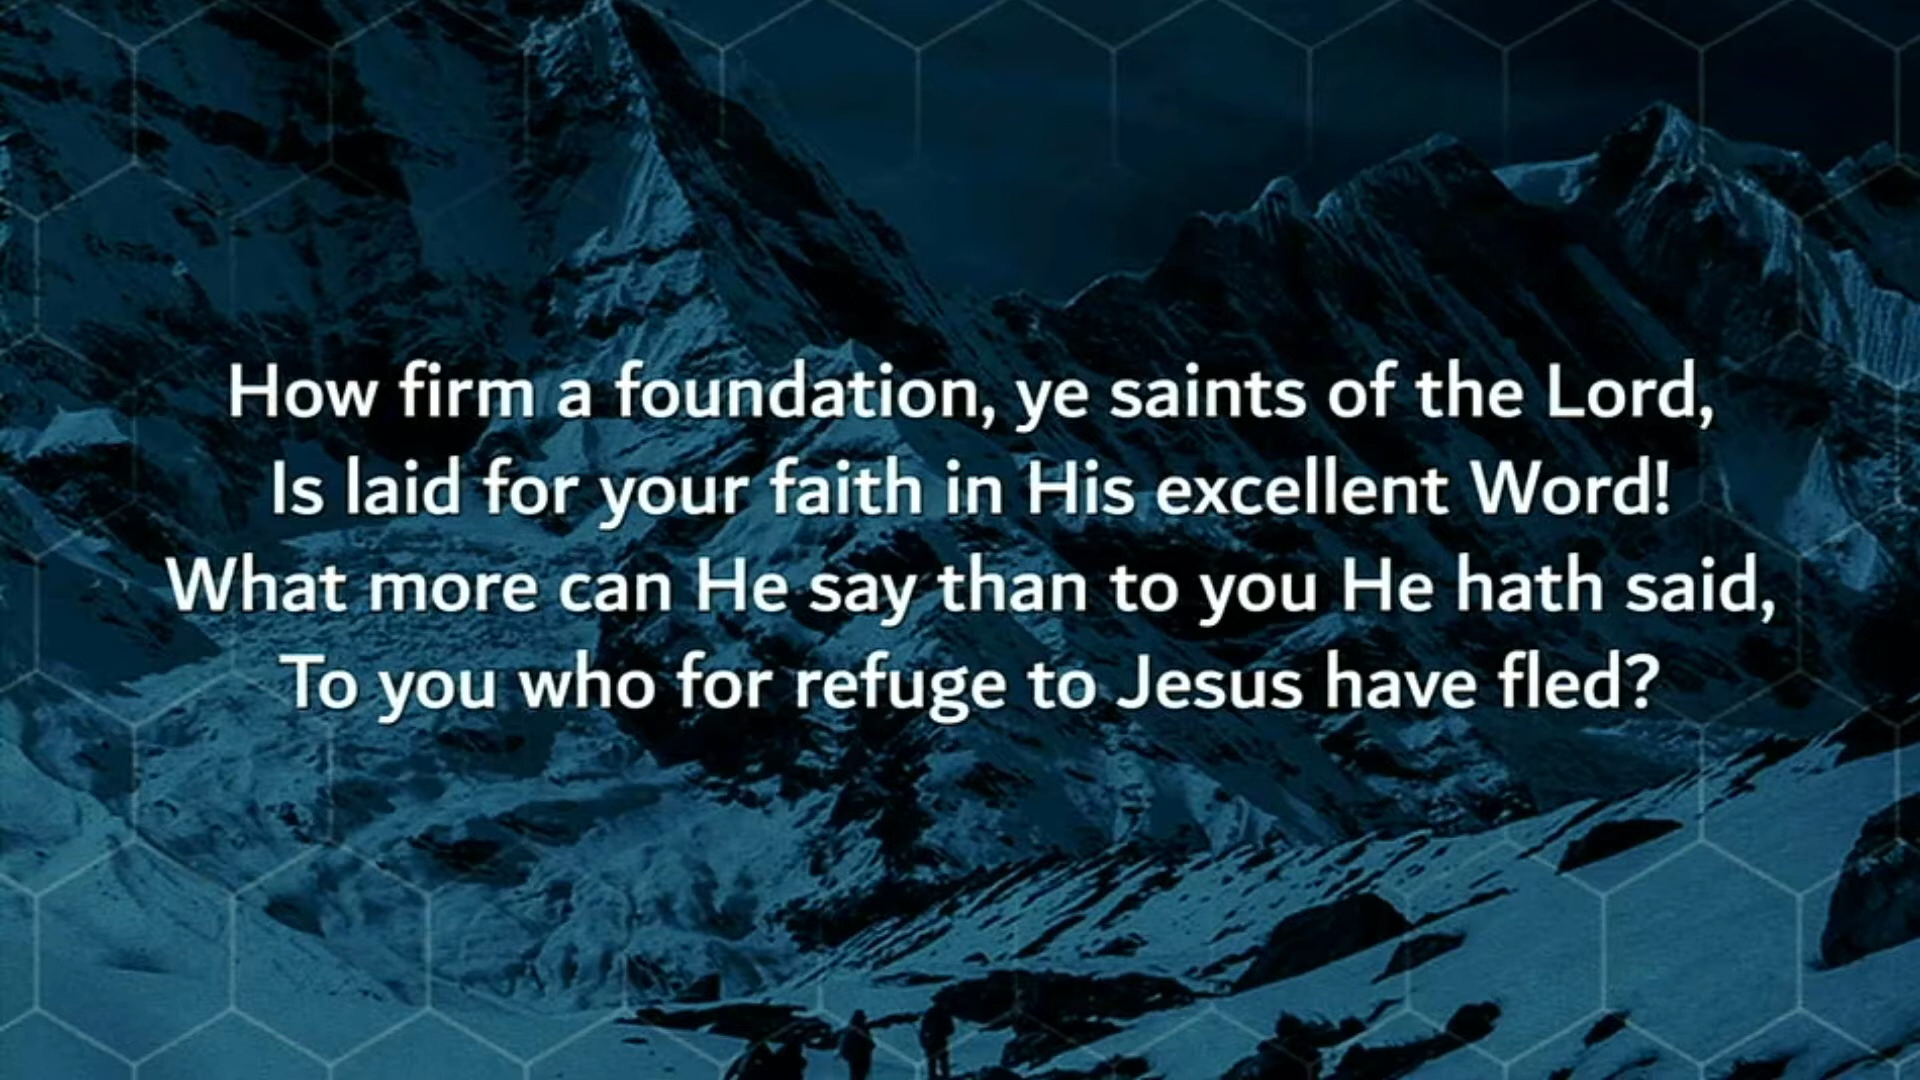 How firm a foundation, ye saints of the Lord,
Is laid for your faith in His excellent Word!
What more can He say than to you He hath said,
To you who for refuge to Jesus have fled?